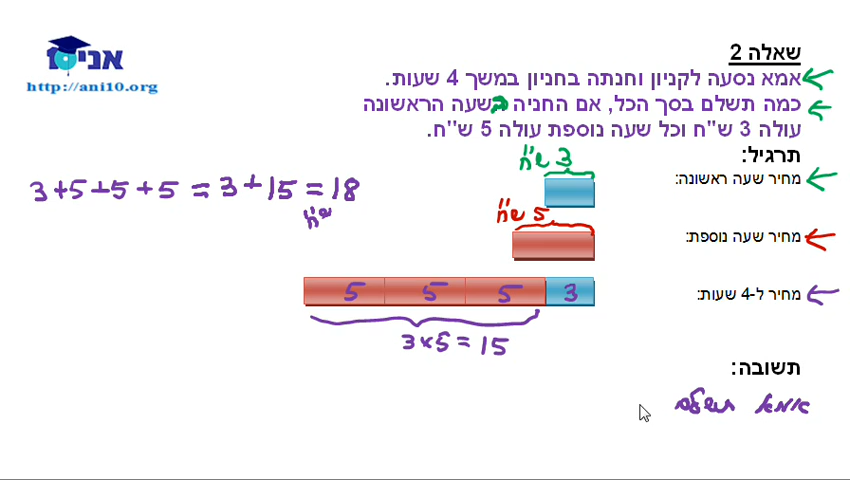 אני10
http://ani10.org
שאלה 2
אמא נסעה לקניון וחנתה בחניון במשך 4 שעות.
כמה תשלם בסך הכל, אם החניה בשעה הראשונה
עולה 3 ש"ח וכל שעה נוספת עולה 5 ש"ח.
תרגיל:
3 ש"ח
מחיר שעה ראשונה:
3+5+5+5=3+15=18
ש"ח
5 ש"ח
מחיר שעה נוספת:
מחיר ל-4 שעות:
5 5 5 3
3×5=15
תשובה:
אמא תשלם